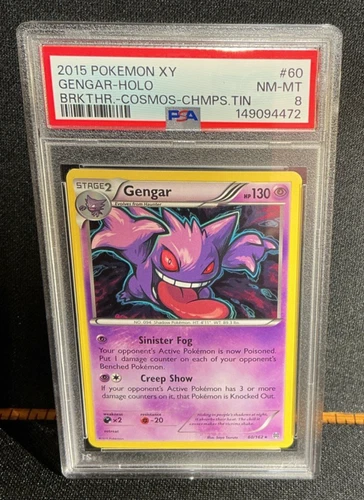 2015 POKEMON XY #60
GENGAR-HOLO NM-MT
BRKTHR.-COSMOS-CHMPS.TIN 8
PSA 149094472
STAGE2 Gengar HP130
Evolves from Haunter
NO. 094 Shadow Pokémon HT: 4'11" WT: 89.3 lbs.
Sinister Fog
Your opponent's Active Pokémon is now Poisoned.
Put 1 damage counter on each of your opponent's
Benched Pokémon.
Creep Show
If your opponent's Active Pokémon has 3 or more
damage counters on it, that Pokémon is Knocked Out.
weakness resistance
×2 -20
retreat
60/162